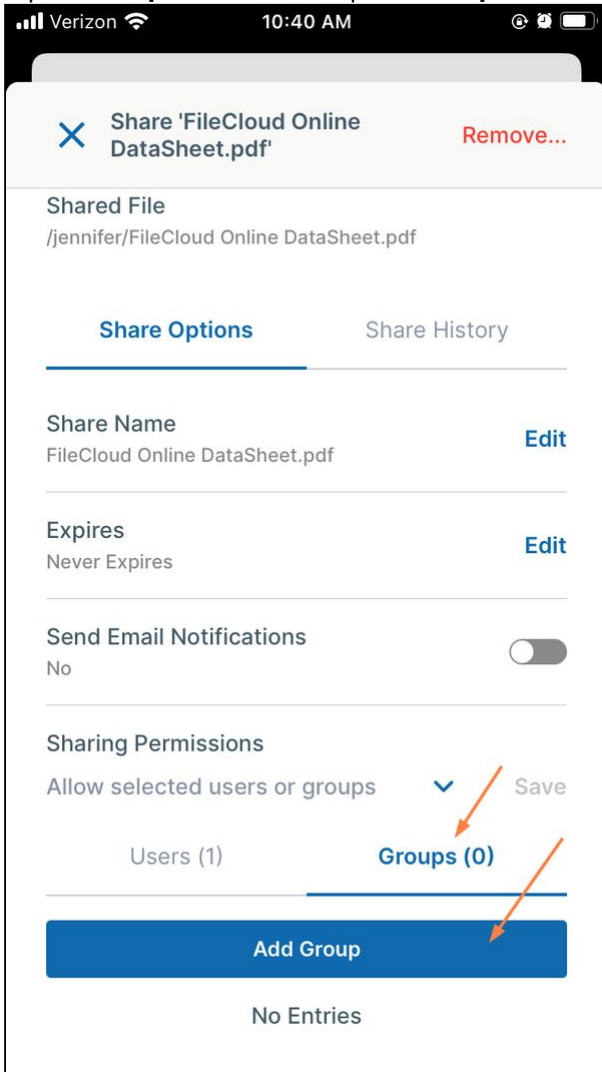 Verizon 10:40 AM
Share 'FileCloud Online
DataSheet.pdf'
Remove...
Shared File
/jennifer/FileCloud Online DataSheet.pdf
Share Options Share History
Share Name
FileCloud Online DataSheet.pdf
Edit
Expires
Never Expires
Edit
Send Email Notifications
No
Sharing Permissions
Allow selected users or groups Save
Users (1) Groups (0)
Add Group
No Entries